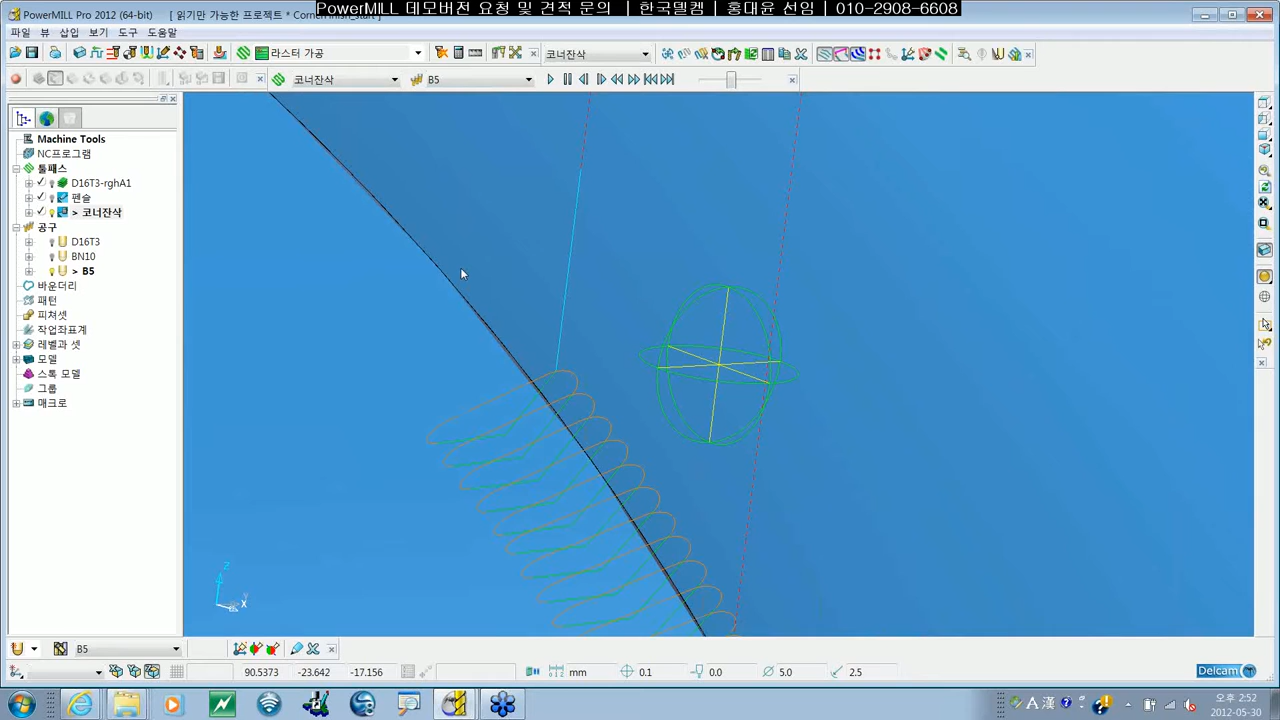 PowerMILL Pro 2012 (64-bit) - [ 읽기만 가능한 프로젝트 * CornerFinish_start ]
PowerMILL 데모버전 요청 및 견적 문의 | 한국델켐 | 홍대윤 선임 | 010-2908-6608
파일 뷰 삽입 보기 도구 도움말
라스터 가공
코너잔삭
코너잔삭
B5
Machine Tools
NC프로그램
툴패스
D16T3-rghA1
펜슬
> 코너잔삭
공구
D16T3
BN10
> B5
바운더리
패턴
피쳐셋
작업좌표계
레벨과 셋
모델
스톡 모델
그룹
매크로
Z
X
B5
90.5373 -23.642 -17.156 mm 0.1 0.0 5.0 2.5
Delcam
A 漢
오후 2:52
2012-05-30